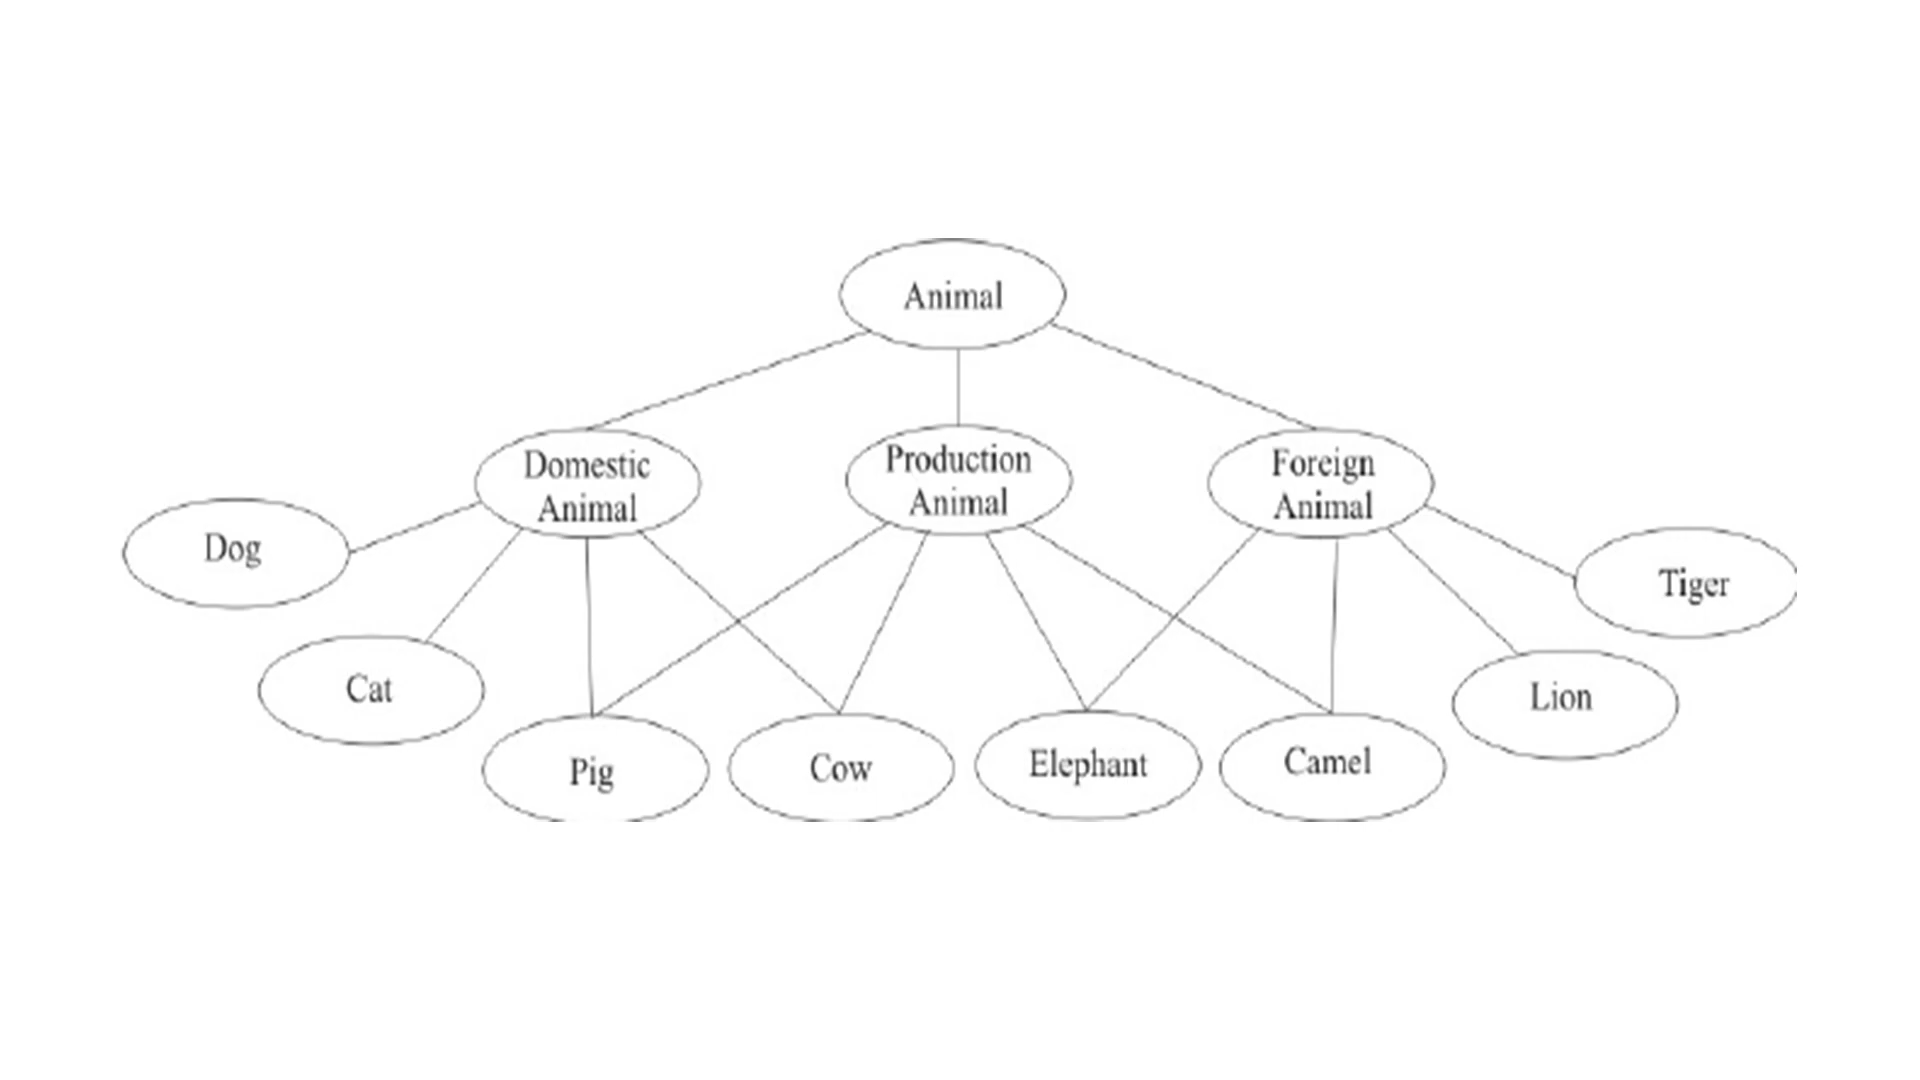 Animal
Domestic
Animal
Production
Animal
Foreign
Animal
Dog
Tiger
Cat
Lion
Pig
Cow
Elephant
Camel